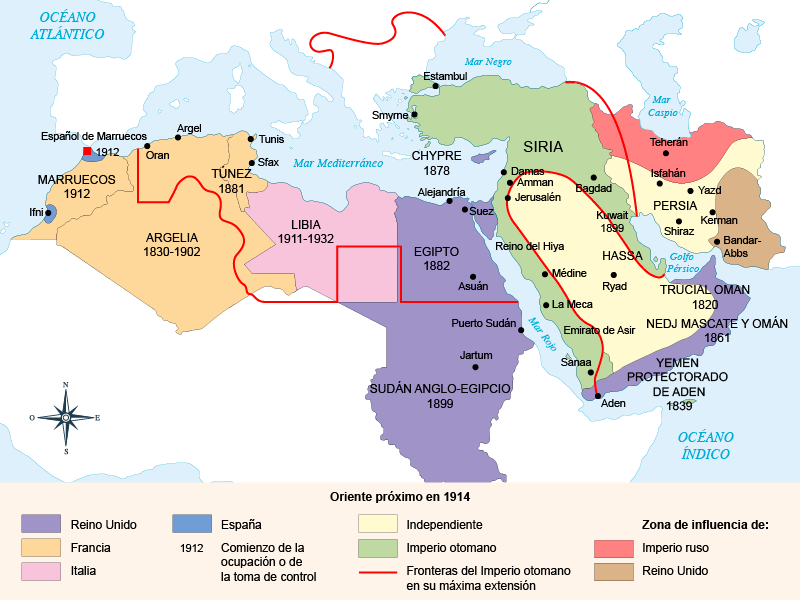 OCÉANO
ATLÁNTICO
Mar Negro
Estambul
Mar
Caspio
Smyrne
Español de Marruecos
1912
Argel
Oran
Tunis
Sfax
Mar Mediterráneo
CHYPRE
1878
SIRIA
Teherán
MARRUECOS
1912
TÚNEZ
1881
Damas
Amman
Jerusalén
Bagdad
Isfahán
Yazd
PERSIA
Kerman
Shiraz
Ifni
Alejandría
Suez
Kuwait
1899
ARGELIA
1830-1902
LIBIA
1911-1932
EGIPTO
1882
Reino del Hiya
HASSA
Bandar-
Abbs
Golfo
Pérsico
Asuán
Médine
Ryad
TRUCIAL OMAN
1820
La Meca
Puerto Sudán
Mar Rojo
Emirato de Asir
NEDJ MASCATE Y OMÁN
1861
Jartum
Sanaa
YEMEN
PROTECTORADO
DE ADEN
1839
SUDÁN ANGLO-EGIPCIO
1899
Aden
N
O
E
S
OCÉANO
ÍNDICO
Oriente próximo en 1914
Reino Unido
Francia
Italia
España
1912
Comienzo de la
ocupación o de
la toma de control
Independiente
Imperio otomano
Fronteras del Imperio otomano
en su máxima extensión
Zona de influencia de:
Imperio ruso
Reino Unido